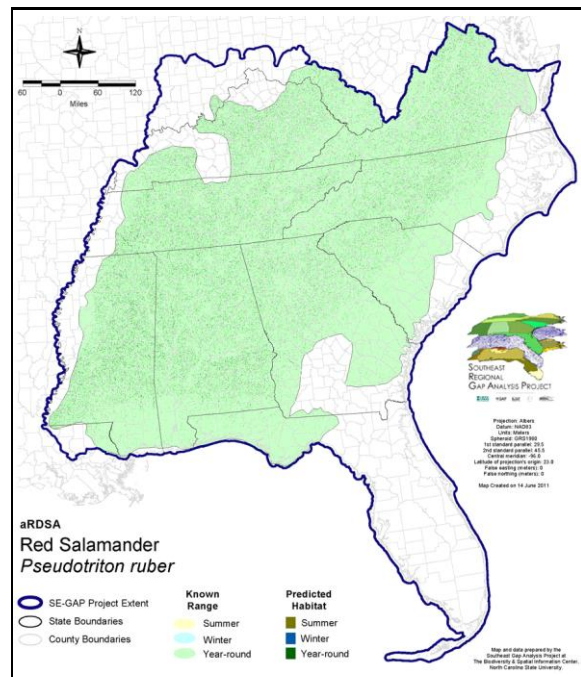 N
60 0 60 120
Miles
SOUTHEAST
REGIONAL
GAP ANALYSIS PROJECT
Projection: Albers
Datum: NAD83
Units: Meters
Spheroid: GRS1980
1st standard parallel: 29.5
2nd standard parallel: 45.5
Central meridian: -96.0
Latitude of projection's origin: 23.0
False easting (meters): 0
False northing (meters): 0
Map Created on 14 June 2011
aRDSA
Red Salamander
Pseudotriton ruber
SE-GAP Project Extent
State Boundaries
County Boundaries
Known
Range
Summer
Winter
Year-round
Predicted
Habitat
Summer
Winter
Year-round
Map and data prepared by the
Southeast Gap Analysis Project at
The Biodiversity & Spatial Information Center,
North Carolina State University.